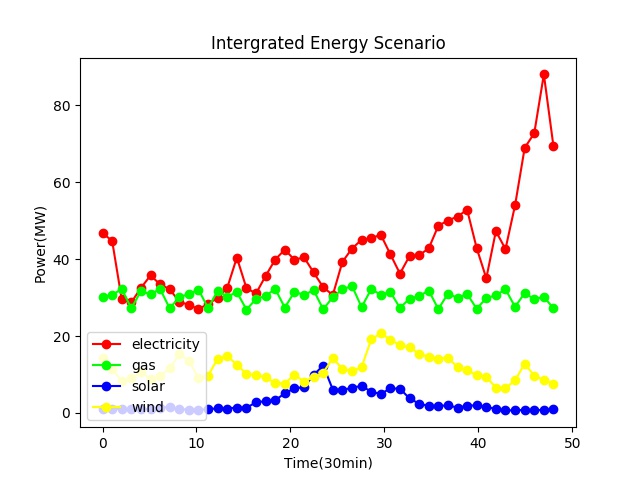 Intergrated Energy Scenario
Power(MW)
80
60
40
20
0
electricity
gas
solar
wind
0 10 20 30 40 50
Time(30min)